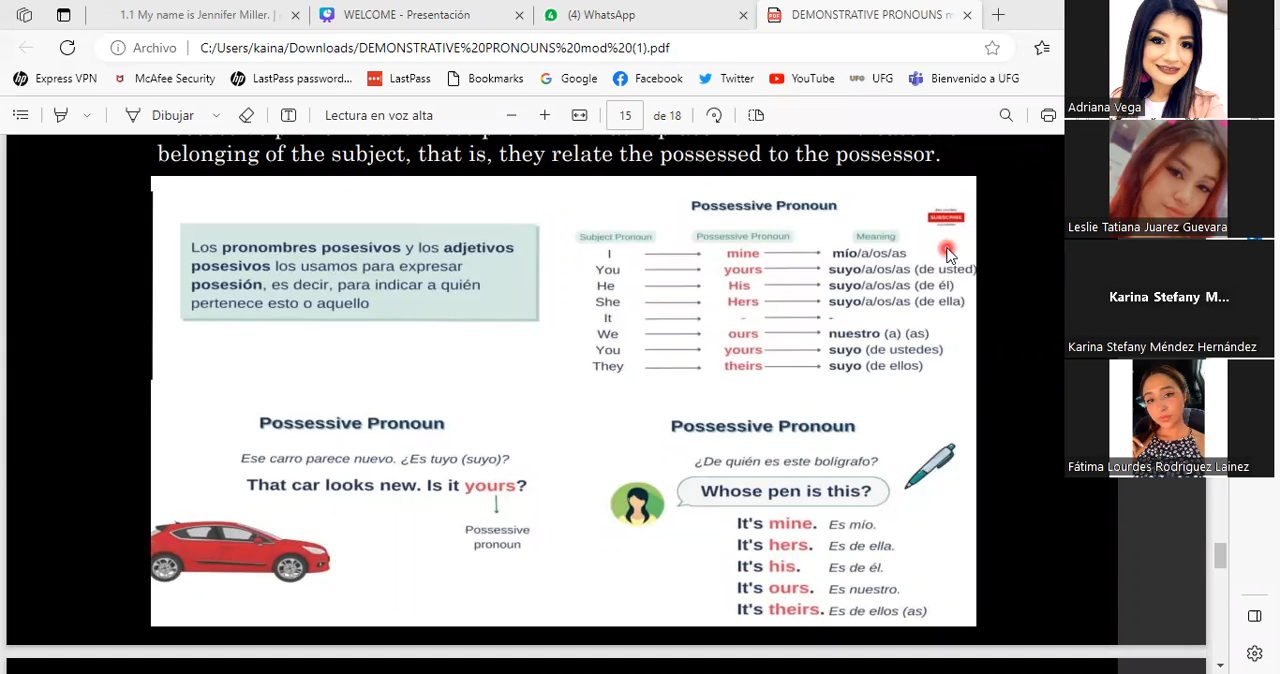 1.1 My name is Jennifer Miller. |
WELCOME - Presentación
(4) WhatsApp
DEMONSTRATIVE PRONOUNS m
Archivo
C:/Users/kaina/Downloads/DEMONSTRATIVE%20PRONOUNS%20mod%20(1).pdf
Express VPN
McAfee Security
LastPass password...
LastPass
Bookmarks
Google
Facebook
Twitter
YouTube
UFG
Bienvenido a UFG
Dibujar
Lectura en voz alta
15
de 18
belonging of the subject, that is, they relate the possessed to the possessor.
Los pronombres posesivos y los adjetivos
posesivos los usamos para expresar
posesión, es decir, para indicar a quién
pertenece esto o aquello
Possessive Pronoun
SUBSCRIBE
Subject Pronoun Possessive Pronoun Meaning
I mine mío/a/os/as
You yours suyo/a/os/as (de usted)
He His suyo/a/os/as (de él)
She Hers suyo/a/os/as (de ella)
It - -
We ours nuestro (a) (as)
You yours suyo (de ustedes)
They theirs suyo (de ellos)
Possessive Pronoun
Ese carro parece nuevo. ¿Es tuyo (suyo)?
That car looks new. Is it yours?
Possessive
pronoun
Possessive Pronoun
¿De quién es este bolígrafo?
Whose pen is this?
It's mine. Es mío.
It's hers. Es de ella.
It's his. Es de él.
It's ours. Es nuestro.
It's theirs. Es de ellos (as)
Adriana Vega
Leslie Tatiana Juarez Guevara
Karina Stefany M...
Karina Stefany Méndez Hernández
Fátima Lourdes Rodriguez Lainez